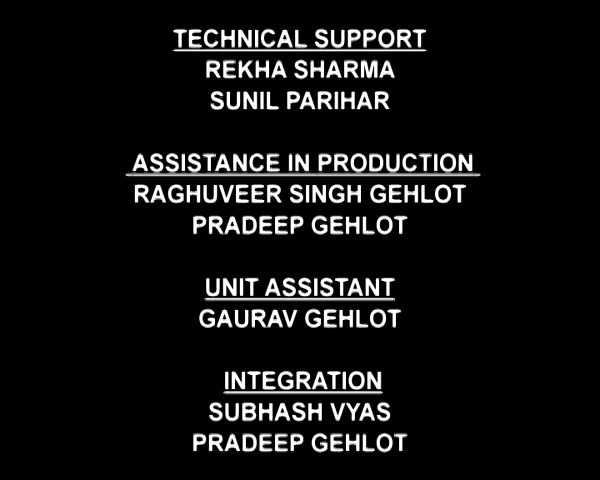 TECHNICAL SUPPORT
REKHA SHARMA
SUNIL PARIHAR
ASSISTANCE IN PRODUCTION
RAGHUVEER SINGH GEHLOT
PRADEEP GEHLOT
UNIT ASSISTANT
GAURAV GEHLOT
INTEGRATION
SUBHASH VYAS
PRADEEP GEHLOT